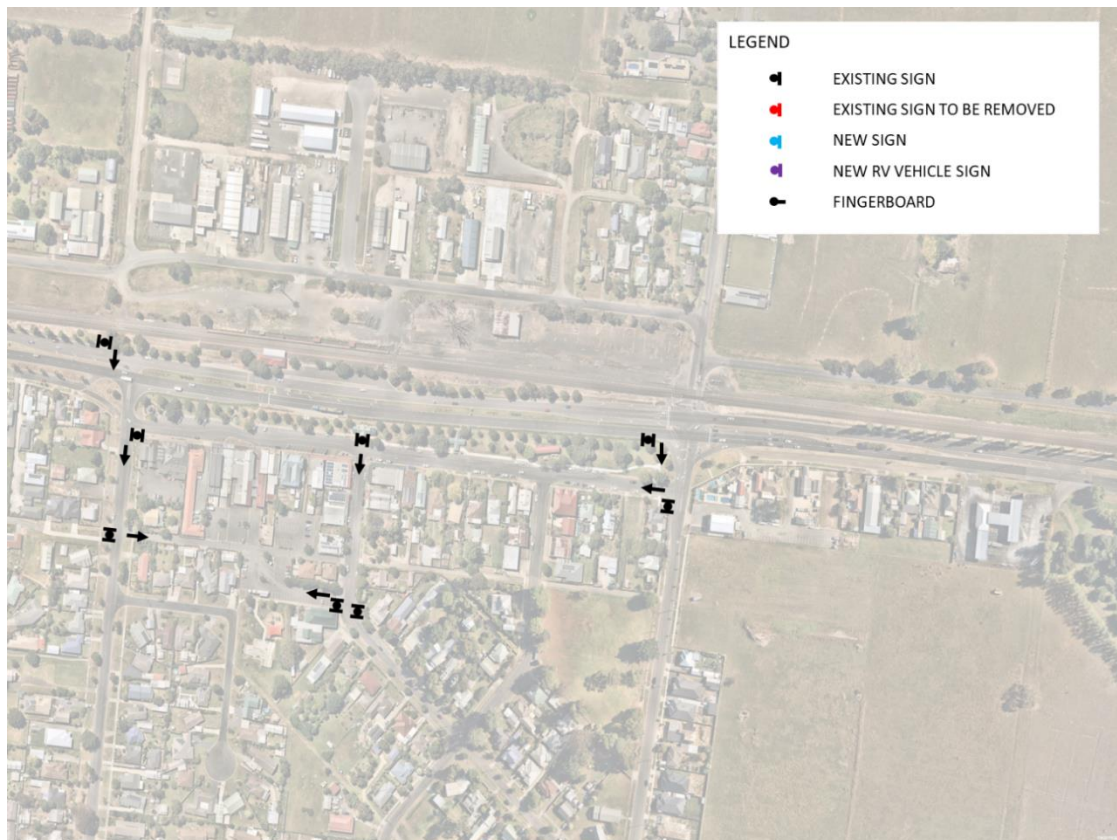 LEGEND
EXISTING SIGN
EXISTING SIGN TO BE REMOVED
NEW SIGN
NEW RV VEHICLE SIGN
FINGERBOARD